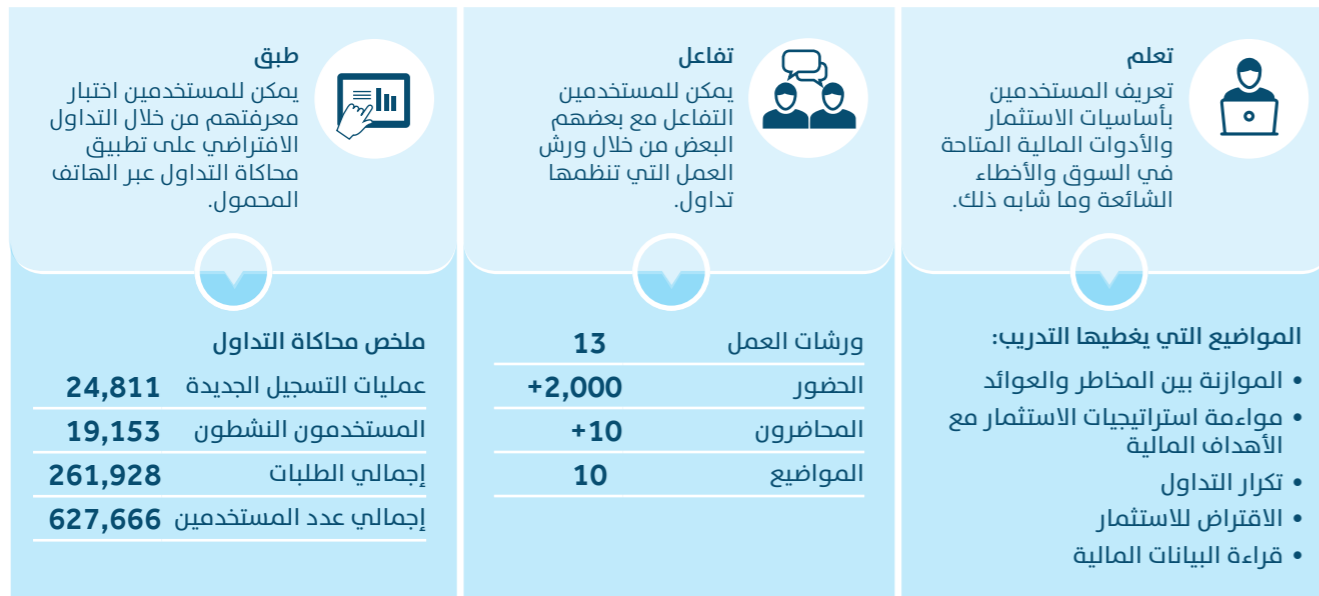 تعلم
تعريف المستخدمين
بأساسيات الاستثمار
والأدوات المالية المتاحة
في السوق والأخطاء
الشائعة وما شابه ذلك.
المواضيع التي يغطيها التدريب:
• الموازنة بين المخاطر والعوائد
• مواءمة استراتيجيات الاستثمار مع
الأهداف المالية
• تكرار التداول
• الاقتراض للاستثمار
• قراءة البيانات المالية
تفاعل
يمكن للمستخدمين
التفاعل مع بعضهم
البعض من خلال ورش
العمل التي تنظمها
تداول.
ورشات العمل 13
الحضور +2,000
المحاضرون +10
المواضيع 10
طبق
يمكن للمستخدمين اختبار
معرفتهم من خلال التداول
الافتراضي على تطبيق
محاكاة التداول عبر الهاتف
المحمول.
ملخص محاكاة التداول
عمليات التسجيل الجديدة 24,811
المستخدمون النشطون 19,153
إجمالي الطلبات 261,928
إجمالي عدد المستخدمين 627,666